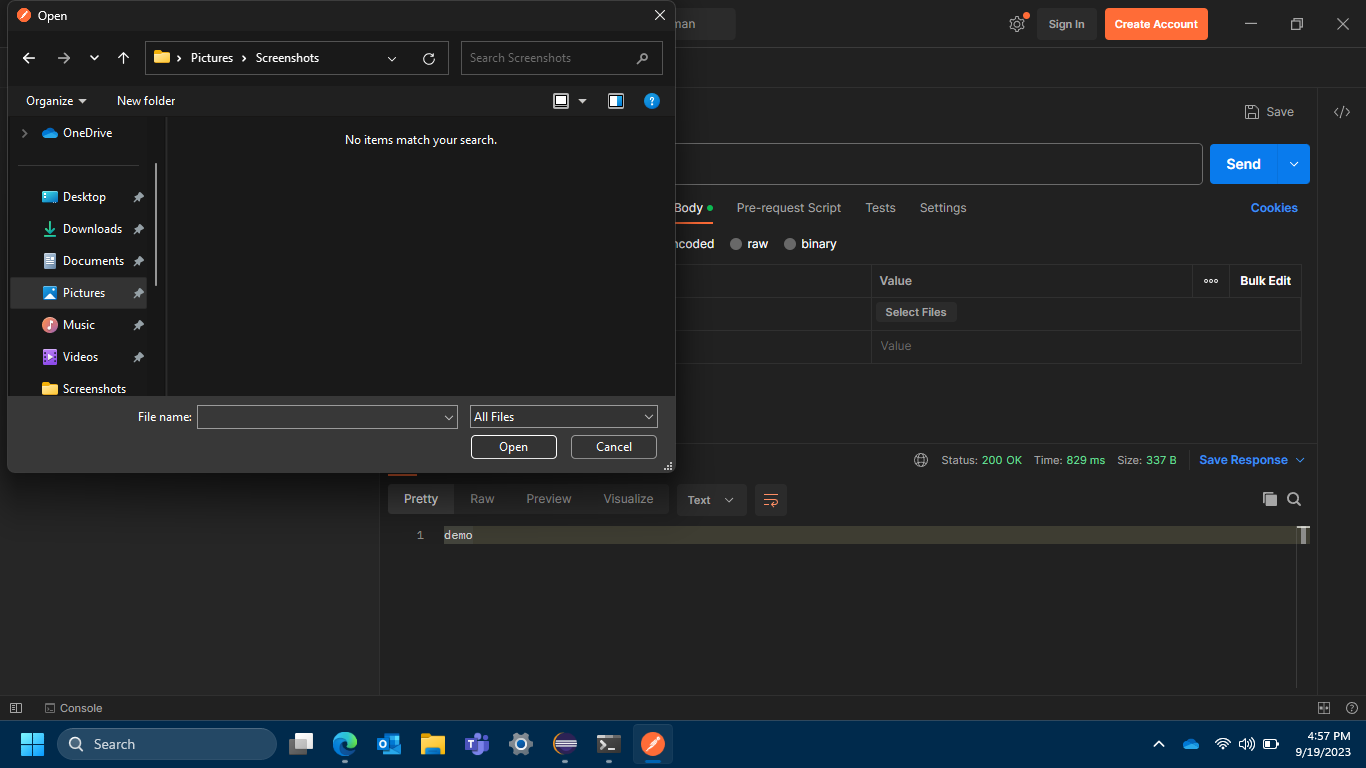 Open
man
Sign In
Create Account
Pictures
Screenshots
Search Screenshots
Organize
New folder
OneDrive
Desktop
Downloads
Documents
Pictures
Music
Videos
Screenshots
No items match your search.
File name:
All Files
Open
Cancel
Save
Send
Body
Pre-request Script
Tests
Settings
Cookies
ncoded
raw
binary
Value
Bulk Edit
Select Files
Value
Status: 200 OK Time: 829 ms Size: 337 B
Save Response
Pretty
Raw
Preview
Visualize
Text
1 demo
Console
Search
4:57 PM
9/19/2023